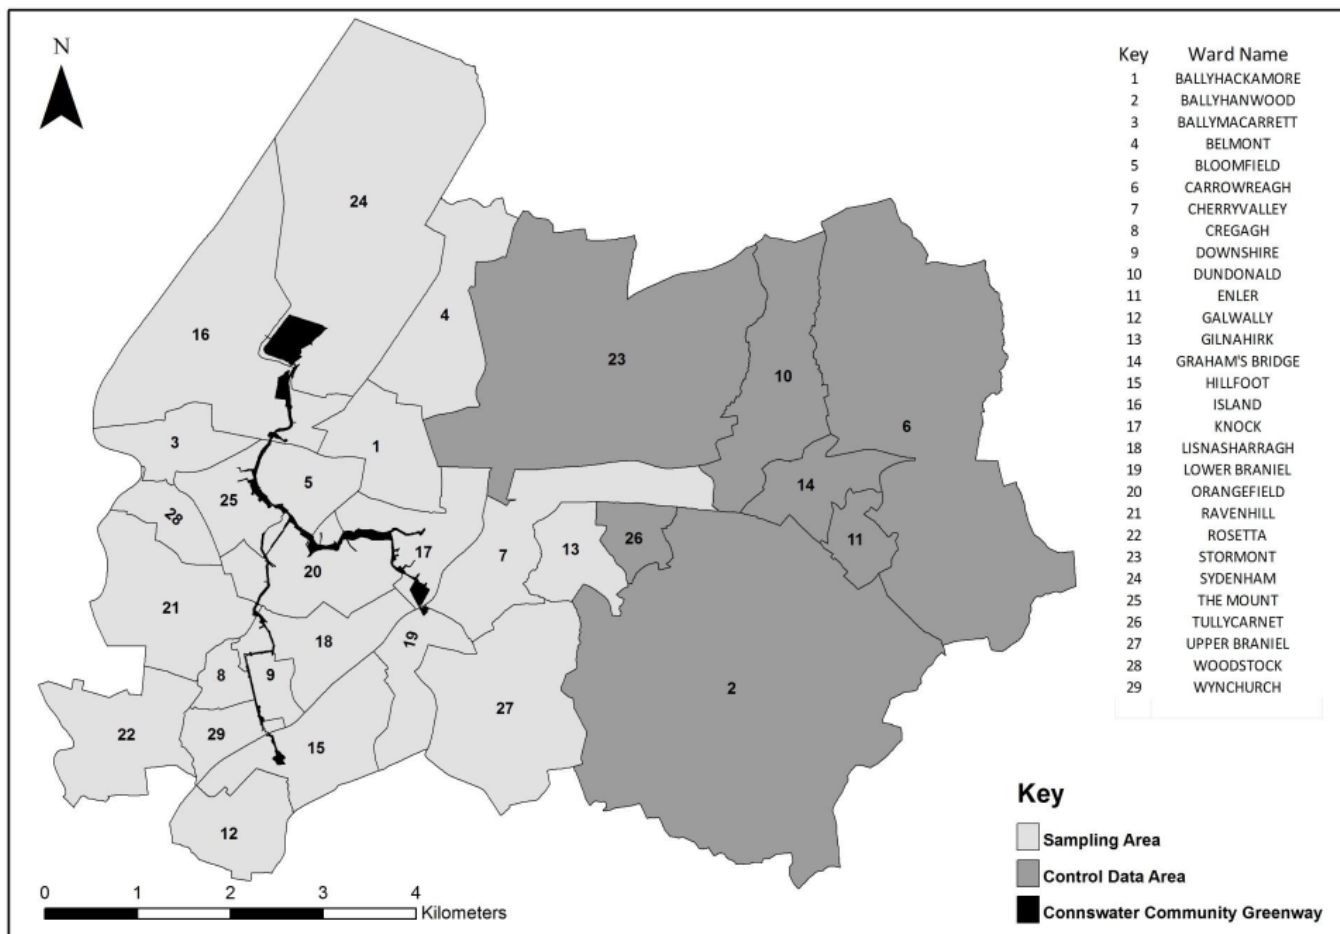 N
24
16
4
23
10
6
3
1
25
5
28
14
11
26
13
7
17
20
21
18
19
8
9
2
27
22
29
15
12
Key Ward Name
1 BALLYHACKAMORE
2 BALLYHANWOOD
3 BALLYMACARRETT
4 BELMONT
5 BLOOMFIELD
6 CARROWREAGH
7 CHERRYVALLEY
8 CREGAGH
9 DOWNSHIRE
10 DUNDONALD
11 ENLER
12 GALWALLY
13 GILNAHIRK
14 GRAHAM'S BRIDGE
15 HILLFOOT
16 ISLAND
17 KNOCK
18 LISNASHARRAGH
19 LOWER BRANIEL
20 ORANGEFIELD
21 RAVENHILL
22 ROSETTA
23 STORMONT
24 SYDENHAM
25 THE MOUNT
26 TULLYCARNET
27 UPPER BRANIEL
28 WOODSTOCK
29 WYNCHURCH
Key
Sampling Area
Control Data Area
Connswater Community Greenway
0 1 2 3 4
Kilometers